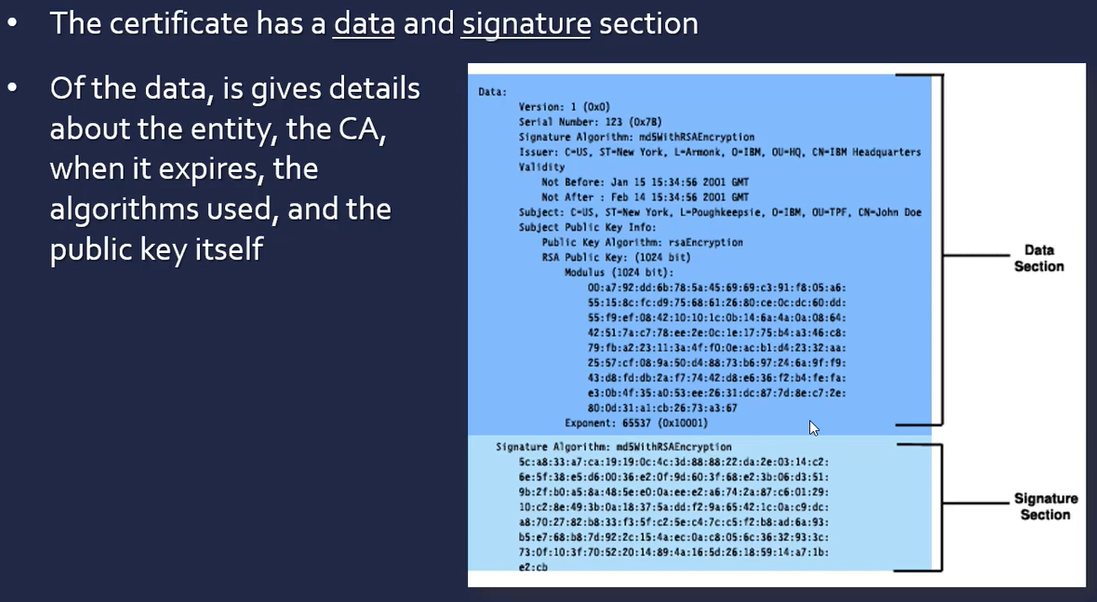 • The certificate has a data and signature section
• Of the data, is gives details
about the entity, the CA,
when it expires, the
algorithms used, and the
public key itself
Data:
Version: 1 (0x0)
Serial Number: 123 (0x7B)
Signature Algorithm: md5WithRSAEncryption
Issuer: C=US, ST=New York, L=Armonk, O=IBM, OU=HQ, CN=IBM Headquarters
Validity
Not Before: Jan 15 15:34:56 2001 GMT
Not After : Feb 14 15:34:56 2001 GMT
Subject: C=US, ST=New York, L=Poughkeepsie, O=IBM, OU=TPF, CN=John Doe
Subject Public Key Info:
Public Key Algorithm: rsaEncryption
RSA Public Key: (1024 bit)
Modulus (1024 bit):
00:a7:92:dd:6b:78:5a:45:69:69:c3:91:f8:05:a6:
55:15:8c:fc:d9:75:68:61:26:80:ce:0c:dc:60:dd:
55:f9:ef:08:42:10:10:1c:0b:14:6a:4a:0a:08:64:
42:51:7a:c7:78:ee:2e:0c:1e:17:75:b4:a3:46:c8:
79:fb:a2:23:11:3a:4f:f0:0e:ac:b1:d4:23:32:aa:
25:57:cf:08:9a:50:d4:88:73:b6:97:24:6a:9f:f9:
43:d8:fd:db:2a:f7:74:42:d8:e6:36:f2:b4:fe:fa:
e3:0b:4f:35:a0:53:ee:26:31:dc:87:7d:8e:c7:2e:
80:0d:31:a1:cb:26:73:a3:67
Exponent: 65537 (0x10001)
Data
Section
Signature Algorithm: md5WithRSAEncryption
5c:a8:33:a7:ca:19:19:0c:4c:3d:88:88:22:da:2e:03:14:c2:
6e:5f:38:e5:d6:00:36:e2:0f:9d:60:3f:68:e2:3b:06:d3:51:
9b:2f:b0:a5:8a:48:5e:e0:0a:ee:e2:a6:74:2a:87:c6:01:29:
10:c2:8e:49:3b:0a:18:37:5a:dd:f2:9a:65:42:1c:0a:c9:dc:
a8:70:27:82:b8:33:f3:5f:c2:5e:c4:7c:c5:f2:b8:ad:6a:93:
b5:e7:68:b8:7d:92:2c:15:4a:ec:0a:c8:05:6c:36:32:93:3c:
73:0f:10:3f:70:52:20:14:89:4a:16:5d:26:18:59:14:a7:1b:
e2:cb
Signature
Section